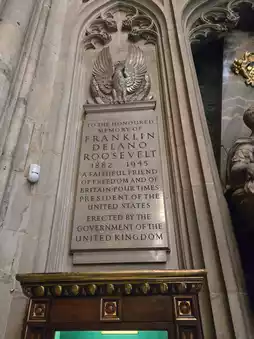 TO THE HONOURED
MEMORY OF
FRANKLIN
DELANO
ROOSEVELT
1882 1945
A FAITHFUL FRIEND
OF FREEDOM AND OF
BRITAIN·FOUR TIMES
PRESIDENT OF THE
UNITED STATES
ERECTED BY THE
GOVERNMENT OF THE
UNITED KINGDOM